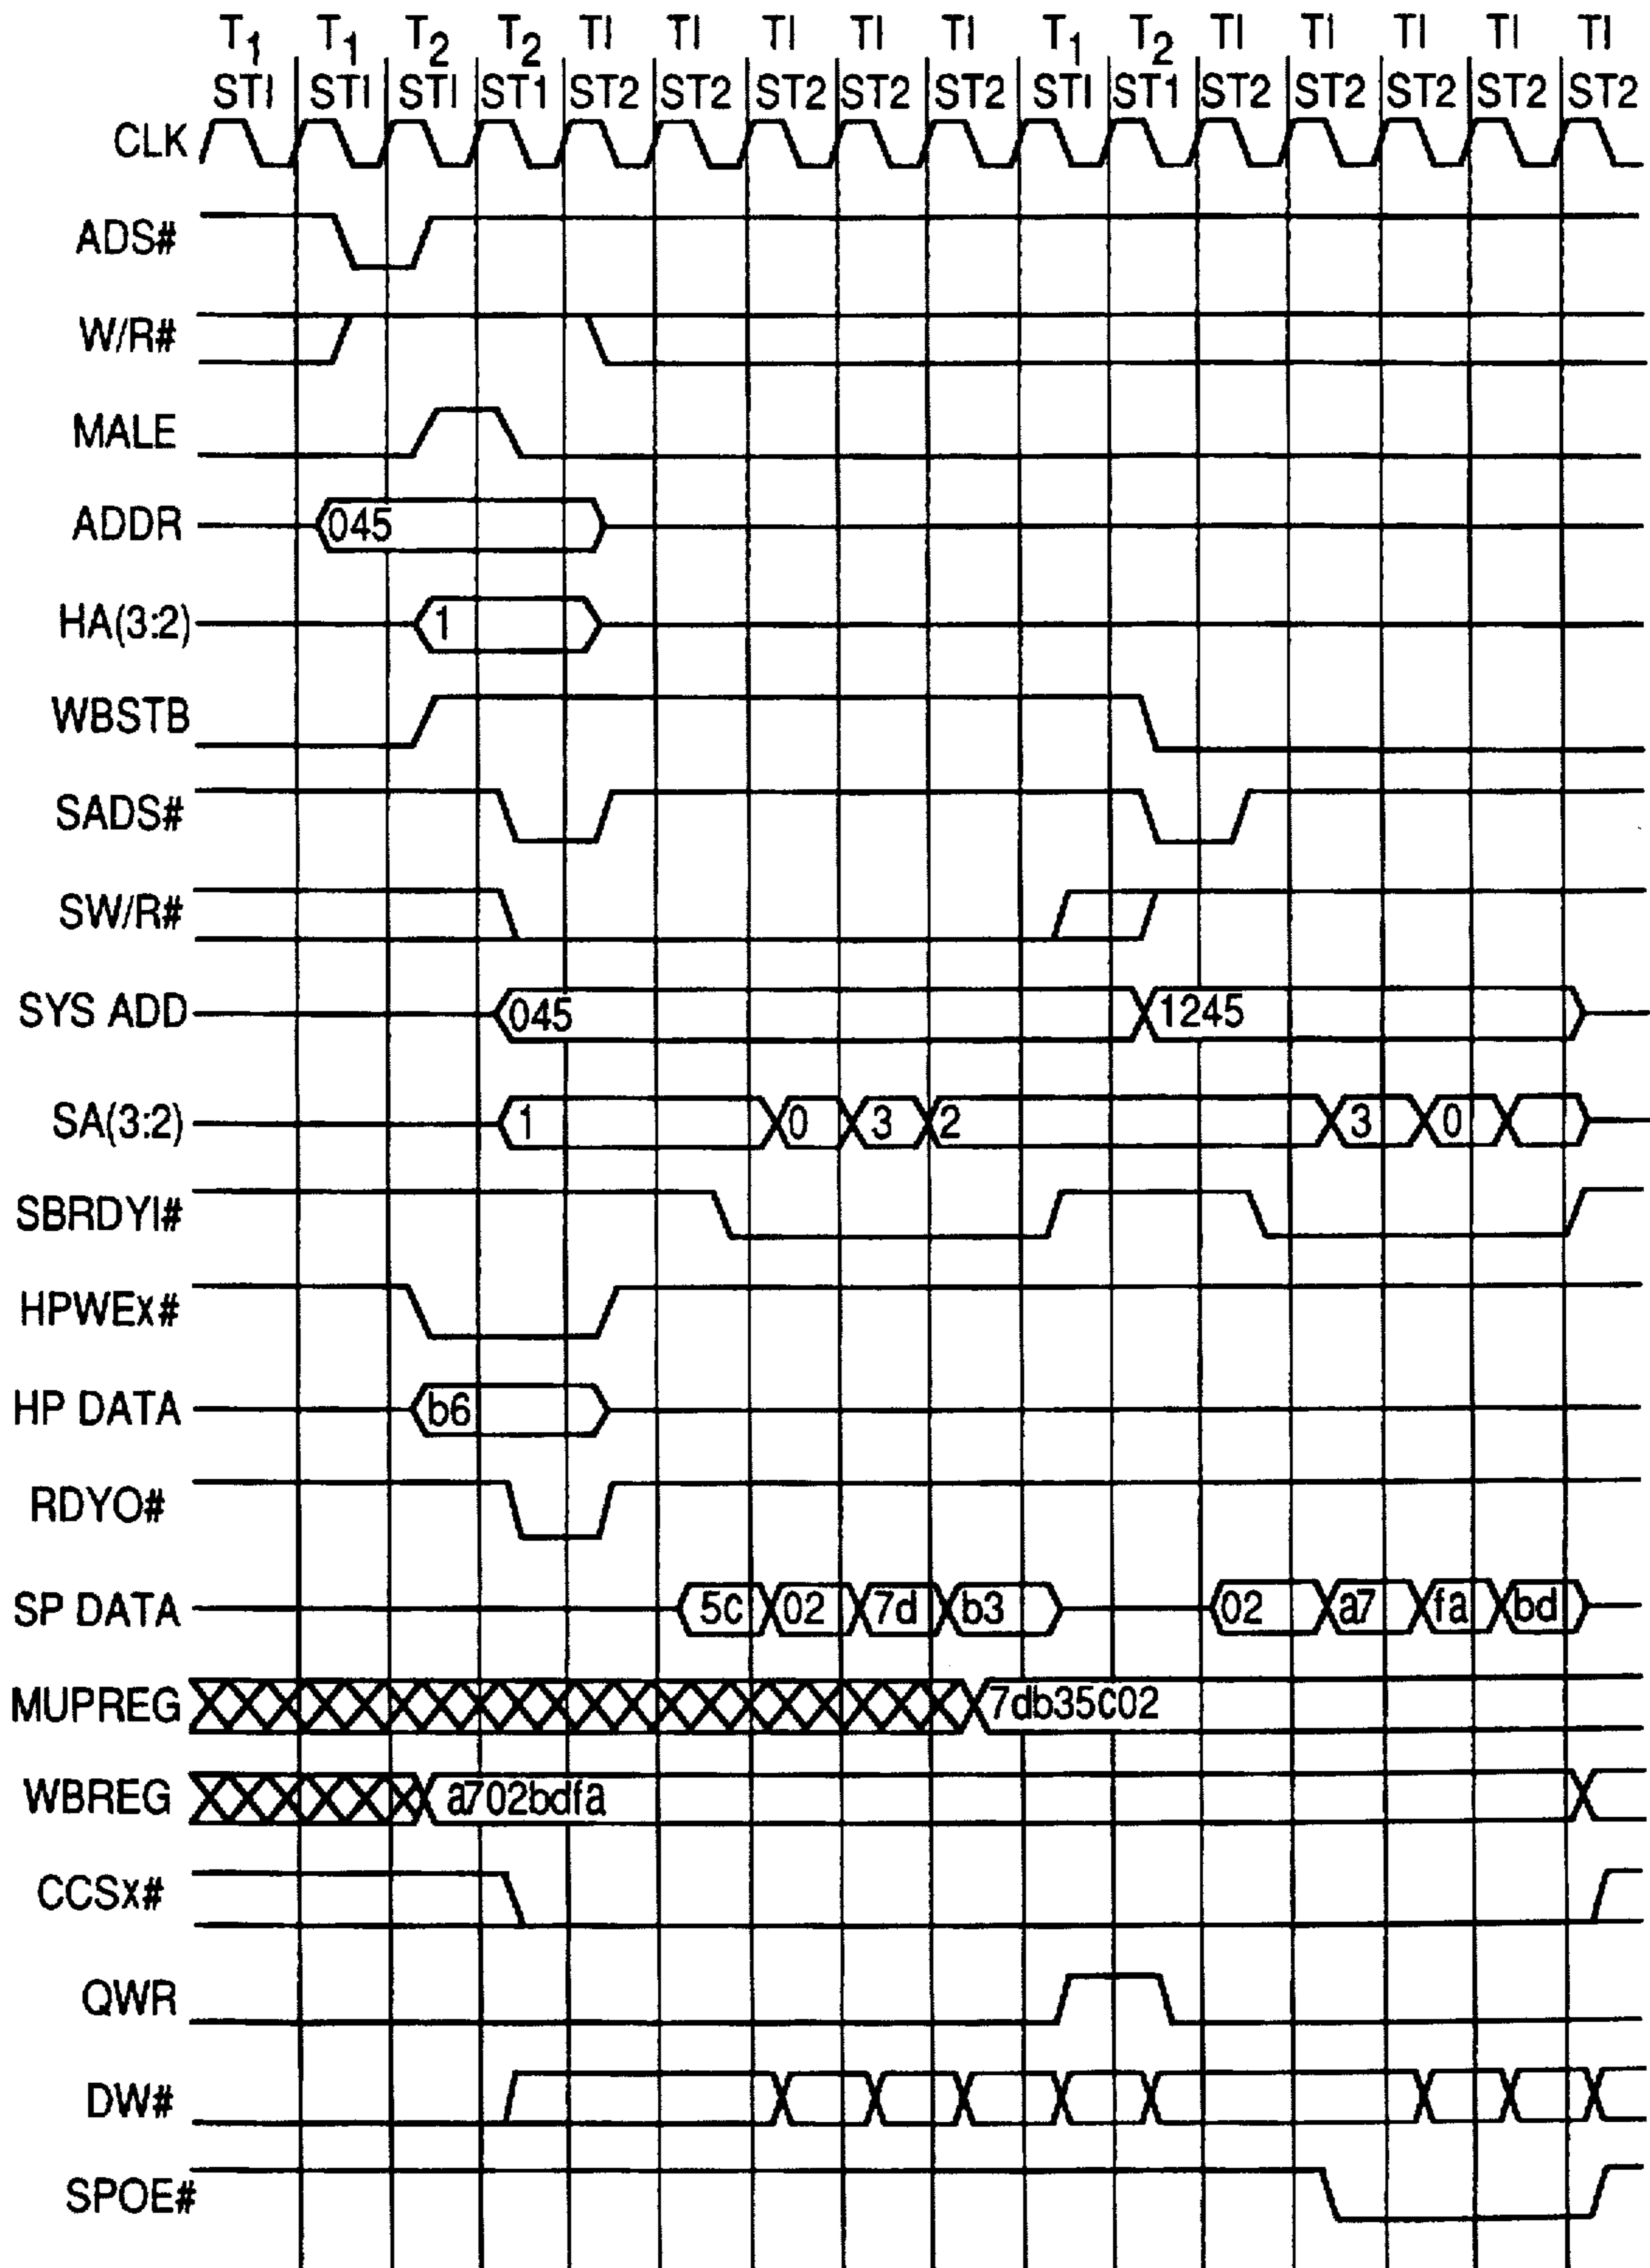 T1 T1 T2 T2 TI TI TI TI TI T1 T2 TI TI TI TI TI
STI STI STI ST1 ST2 ST2 ST2 ST2 ST2 STI ST1 ST2 ST2 ST2 ST2 ST2
CLK
ADS#
W/R#
MALE
ADDR 045
HA(3:2) 1
WBSTB
SADS#
SW/R#
SYS ADD 045 1245
SA(3:2) 1 0 3 2 3 0
SBRDYI#
HPWEx#
HP DATA b6
RDYO#
SP DATA 5c 02 7d b3 02 a7 fa bd
MUPREG 7db35c02
WBREG a702bdfa
CCSx#
QWR
DW#
SPOE#